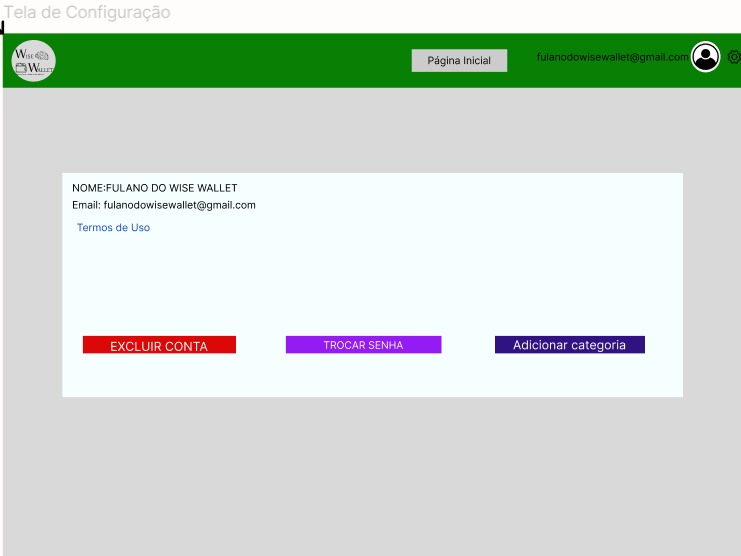 Tela de Configuração
WISE
WALLET
Página Inicial
fulanodowisewallet@gmail.com
NOME:FULANO DO WISE WALLET
Email: fulanodowisewallet@gmail.com
Termos de Uso
EXCLUIR CONTA
TROCAR SENHA
Adicionar categoria